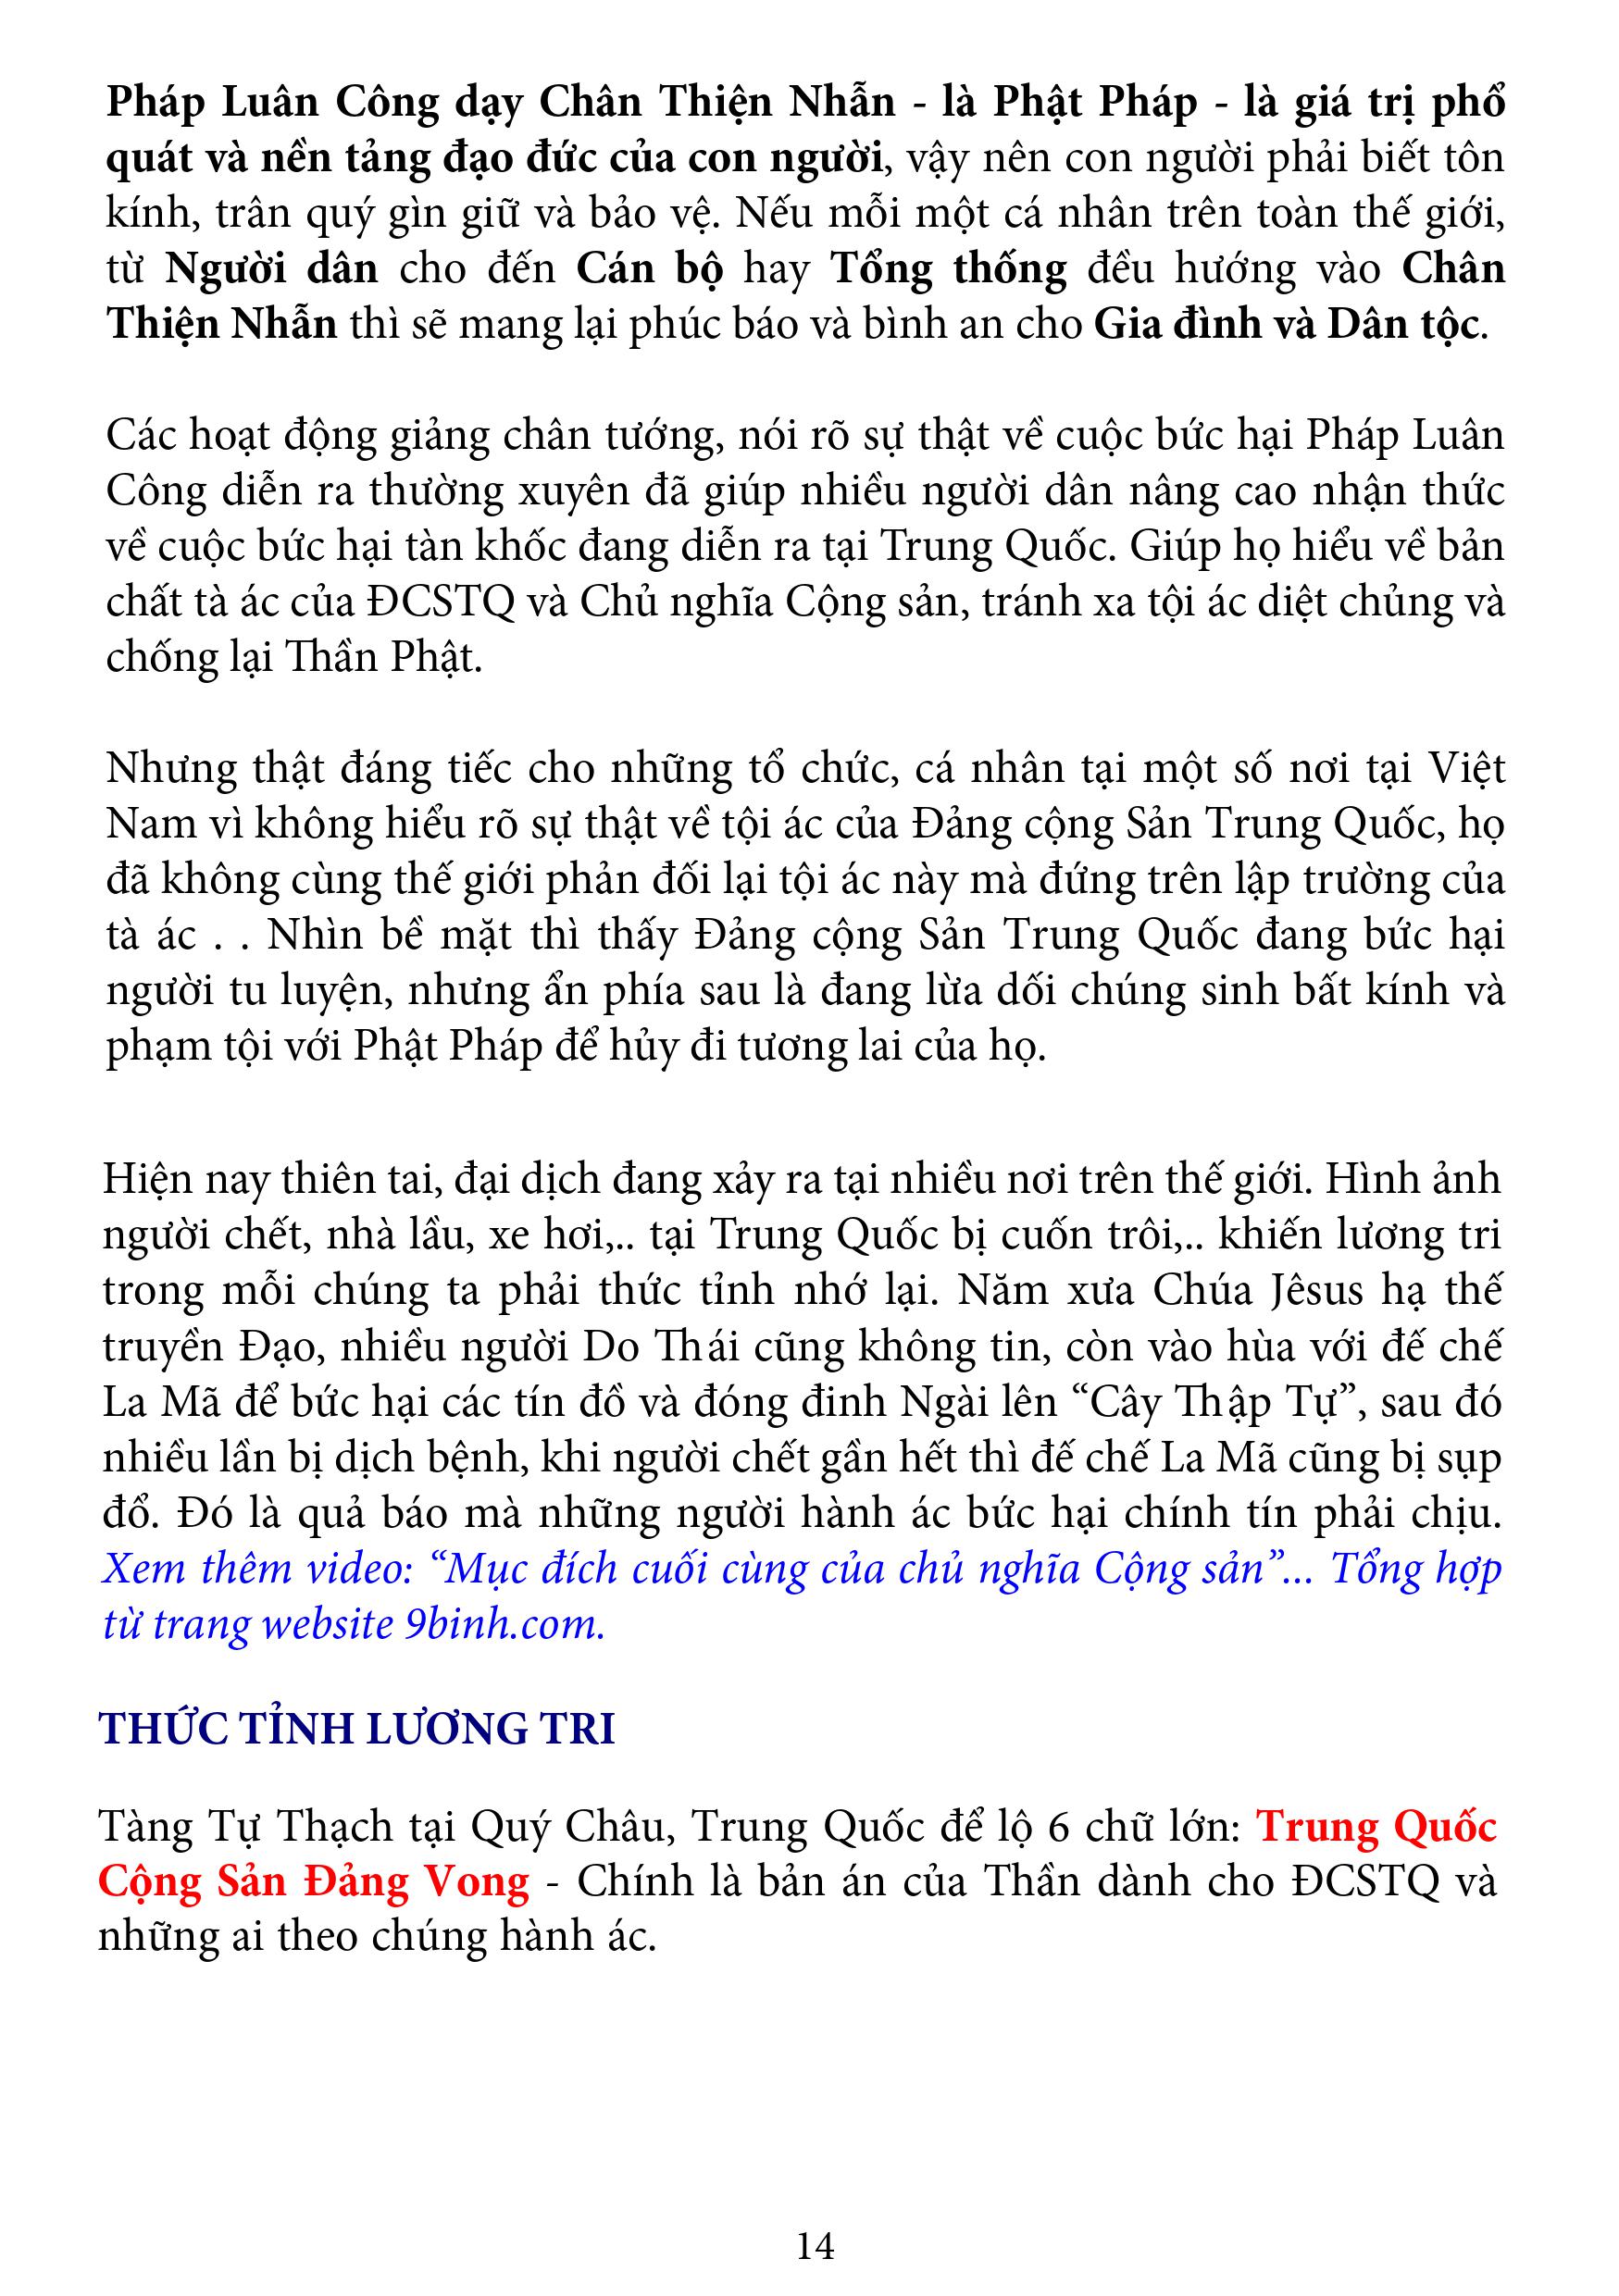 Pháp Luân Công dạy Chân Thiện Nhẫn - là Phật Pháp - là giá trị phổ
quát và nền tảng đạo đức của con người, vậy nên con người phải biết tôn
kính, trân quý gìn giữ và bảo vệ. Nếu mỗi một cá nhân trên toàn thế giới,
từ Người dân cho đến Cán bộ hay Tổng thống đều hướng vào Chân
Thiện Nhẫn thì sẽ mang lại phúc báo và bình an cho Gia đình và Dân tộc.
Các hoạt động giảng chân tướng, nói rõ sự thật về cuộc bức hại Pháp Luân
Công diễn ra thường xuyên đã giúp nhiều người dân nâng cao nhận thức
về cuộc bức hại tàn khốc đang diễn ra tại Trung Quốc. Giúp họ hiểu về bản
chất tà ác của ĐCSTQ và Chủ nghĩa Cộng sản, tránh xa tội ác diệt chủng và
chống lại Thần Phật.
Nhưng thật đáng tiếc cho những tổ chức, cá nhân tại một số nơi tại Việt
Nam vì không hiểu rõ sự thật về tội ác của Đảng cộng Sản Trung Quốc, họ
đã không cùng thế giới phản đối lại tội ác này mà đứng trên lập trường của
tà ác . . Nhìn bề mặt thì thấy Đảng cộng Sản Trung Quốc đang bức hại
người tu luyện, nhưng ẩn phía sau là đang lừa dối chúng sinh bất kính và
phạm tội với Phật Pháp để hủy đi tương lai của họ.
Hiện nay thiên tai, đại dịch đang xảy ra tại nhiều nơi trên thế giới. Hình ảnh
người chết, nhà lầu, xe hơi,.. tại Trung Quốc bị cuốn trôi,.. khiến lương tri
trong mỗi chúng ta phải thức tỉnh nhớ lại. Năm xưa Chúa Jêsus hạ thế
truyền Đạo, nhiều người Do Thái cũng không tin, còn vào hùa với đế chế
La Mã để bức hại các tín đồ và đóng đinh Ngài lên “Cây Thập Tự”, sau đó
nhiều lần bị dịch bệnh, khi người chết gần hết thì đế chế La Mã cũng bị sụp
đổ. Đó là quả báo mà những người hành ác bức hại chính tín phải chịu.
Xem thêm video: “Mục đích cuối cùng của chủ nghĩa Cộng sản”... Tổng hợp
từ trang website 9binh.com.
THỨC TỈNH LƯƠNG TRI
Tàng Tự Thạch tại Quý Châu, Trung Quốc để lộ 6 chữ lớn: Trung Quốc
Cộng Sản Đảng Vong - Chính là bản án của Thần dành cho ĐCSTQ và
những ai theo chúng hành ác.
14